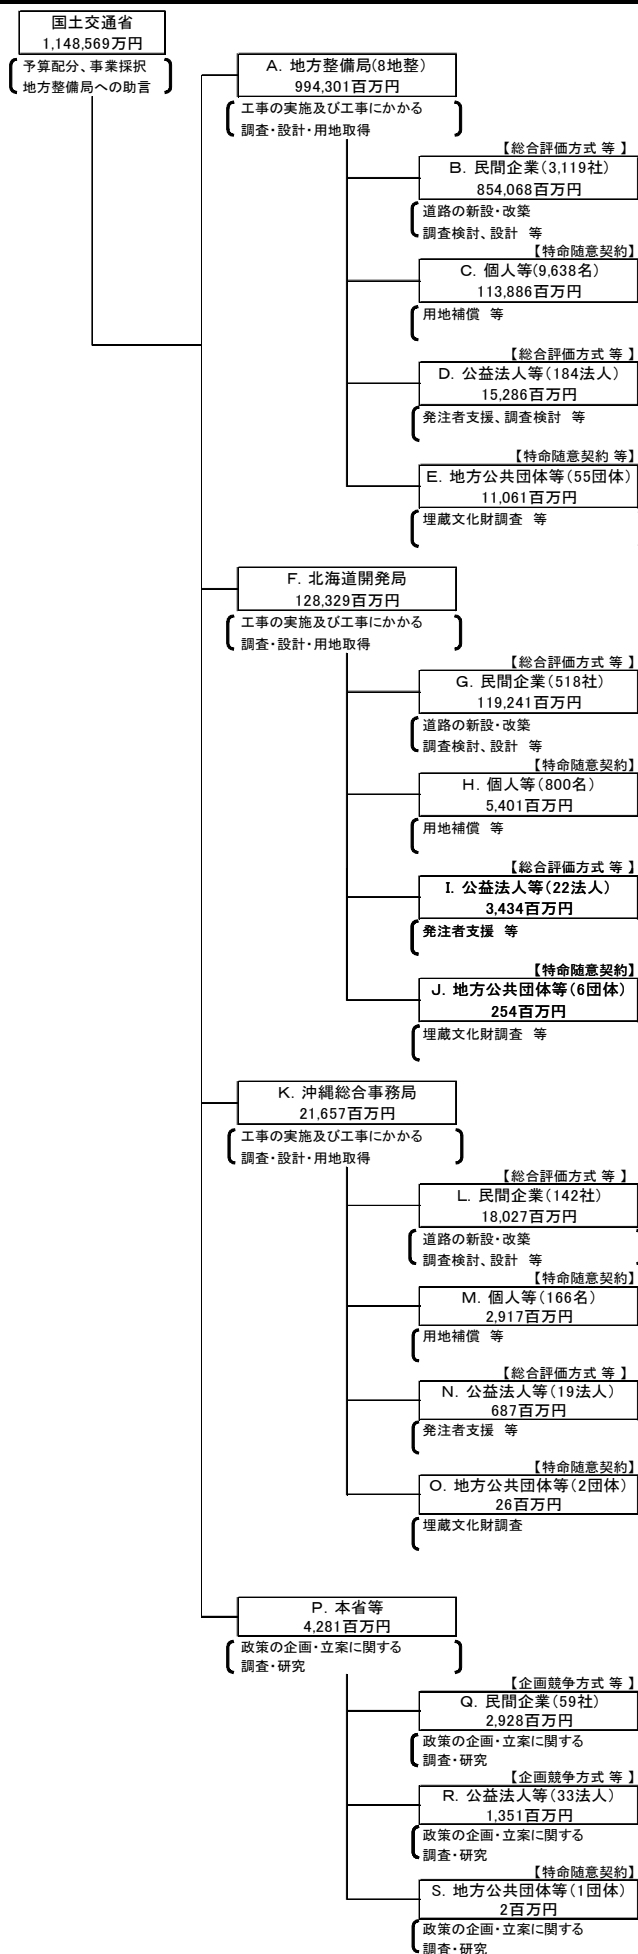 国土交通省
1,148,569万円
予算配分、事業採択
地方整備局への助言
A. 地方整備局(8地整)
994,301百万円
工事の実施及び工事にかかる
調査・設計・用地取得
【総合評価方式 等 】
B. 民間企業(3,119社)
854,068百万円
道路の新設・改築
調査検討、設計 等
【特命随意契約】
C. 個人等(9,638名)
113,886百万円
用地補償 等
【総合評価方式 等 】
D. 公益法人等(184法人)
15,286百万円
発注者支援、調査検討 等
【特命随意契約 等】
E. 地方公共団体等(55団体)
11,061百万円
埋蔵文化財調査 等
F. 北海道開発局
128,329百万円
工事の実施及び工事にかかる
調査・設計・用地取得
【総合評価方式 等 】
G. 民間企業(518社)
119,241百万円
道路の新設・改築
調査検討、設計 等
【特命随意契約】
H. 個人等(800名)
5,401百万円
用地補償 等
【総合評価方式 等 】
I. 公益法人等(22法人)
3,434百万円
発注者支援 等
【特命随意契約】
J. 地方公共団体等(6団体)
254百万円
埋蔵文化財調査 等
K. 沖縄総合事務局
21,657百万円
工事の実施及び工事にかかる
調査・設計・用地取得
【総合評価方式 等 】
L. 民間企業(142社)
18,027百万円
道路の新設・改築
調査検討、設計 等
【特命随意契約】
M. 個人等(166名)
2,917百万円
用地補償 等
【総合評価方式 等 】
N. 公益法人等(19法人)
687百万円
発注者支援 等
【特命随意契約】
O. 地方公共団体等(2団体)
26百万円
埋蔵文化財調査
P. 本省等
4,281百万円
政策の企画・立案に関する
調査・研究
【企画競争方式 等 】
Q. 民間企業(59社)
2,928百万円
政策の企画・立案に関する
調査・研究
【企画競争方式 等 】
R. 公益法人等(33法人)
1,351百万円
政策の企画・立案に関する
調査・研究
【特命随意契約】
S. 地方公共団体等(1団体)
2百万円
政策の企画・立案に関する
調査・研究